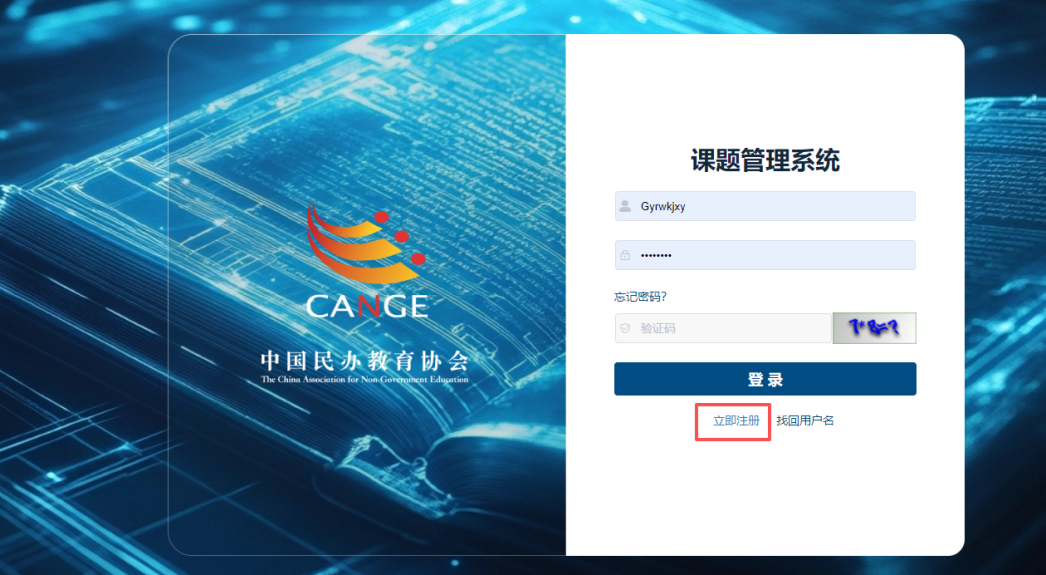 课题管理系统
Gyrwkjxy
••••••••
忘记密码?
验证码
7*8=?
登 录
立即注册 找回用户名
CANGE
中国民办教育协会
The China Association for Non-Government Education